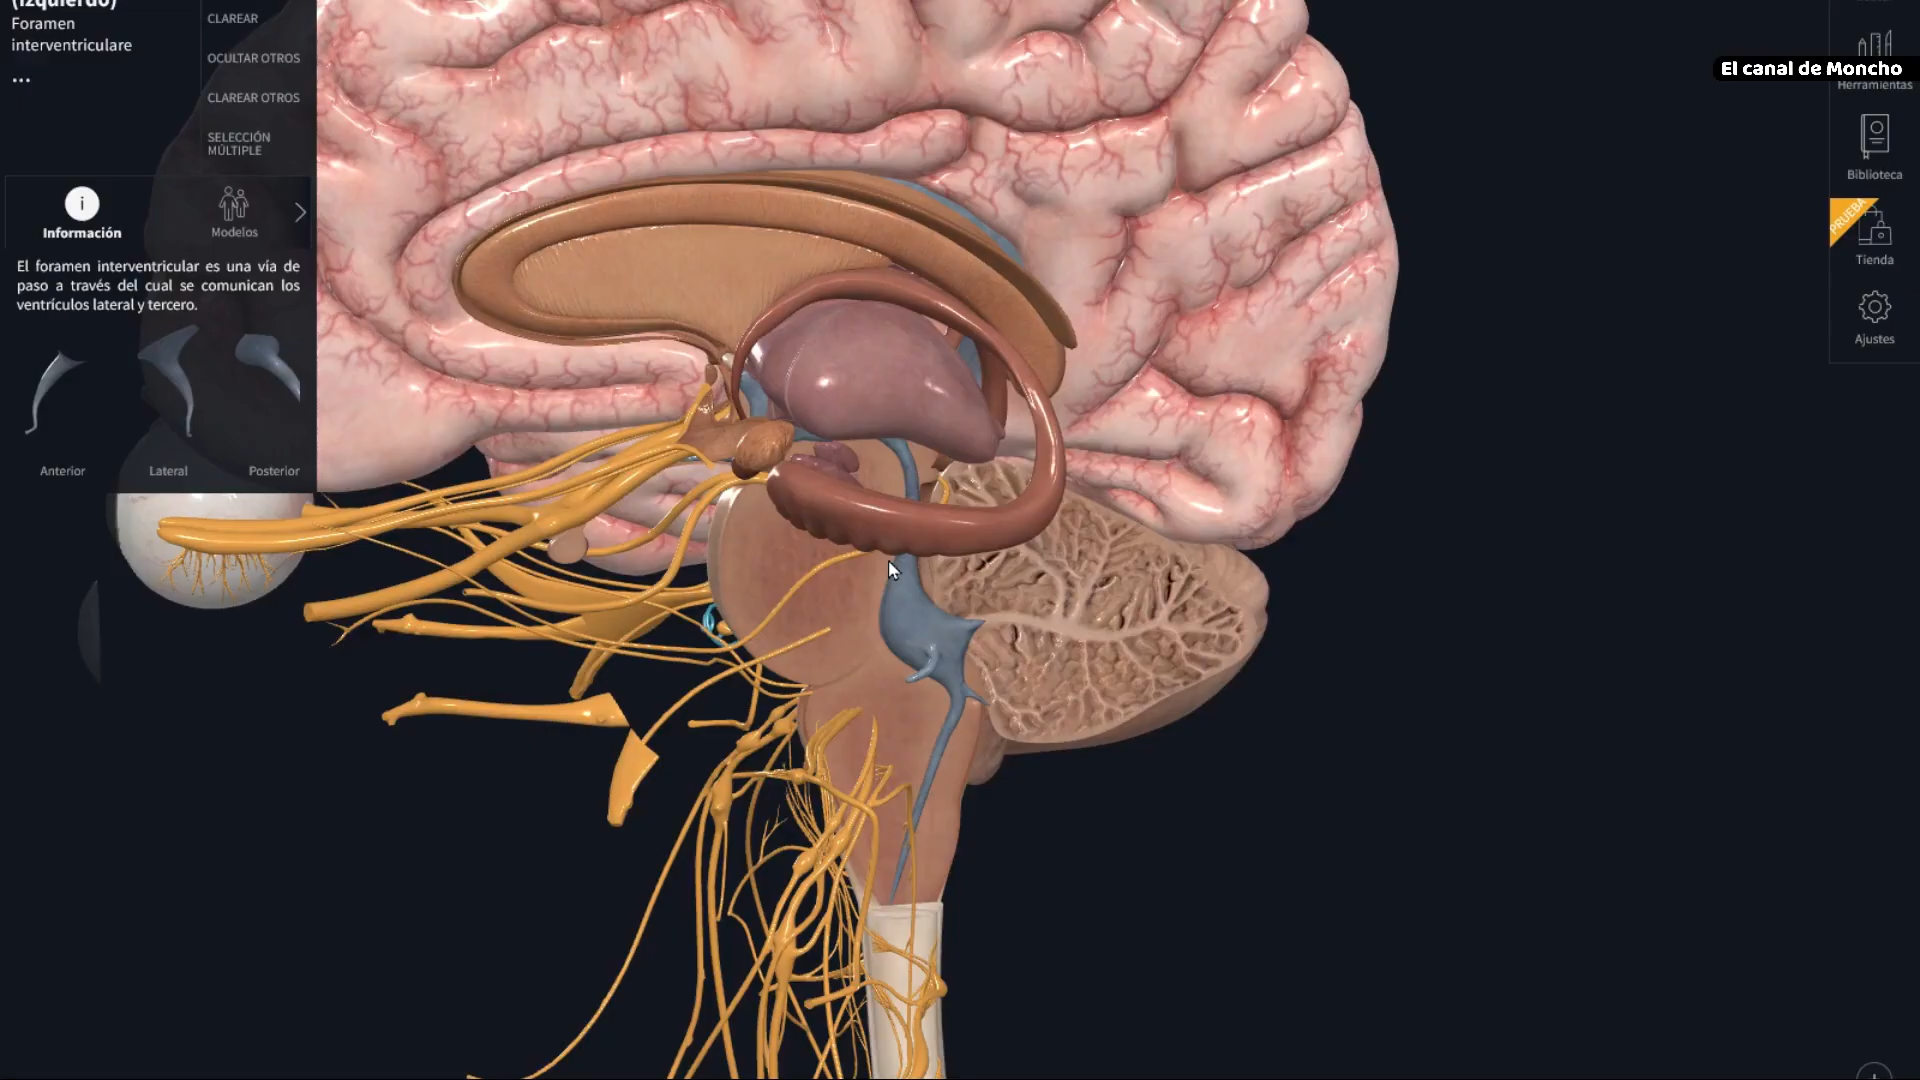 (izquierdo)
Foramen
interventriculare
...
CLAREAR
OCULTAR OTROS
CLAREAR OTROS
SELECCIÓN
MÚLTIPLE
Información
Modelos
El foramen interventricular es una vía de
paso a través del cual se comunican los
ventrículos lateral y tercero.
Anterior
Lateral
Posterior
El canal de Moncho
Herramientas
Biblioteca
PRUEBA
Tienda
Ajustes